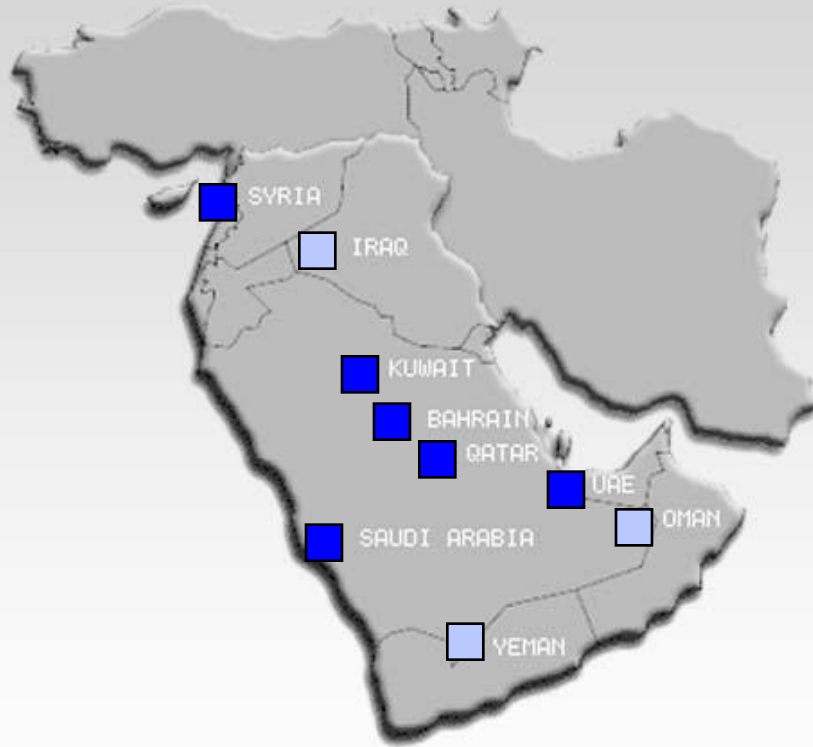 SYRIA
IRAQ
KUWAIT
BAHRAIN
QATAR
UAE
OMAN
SAUDI ARABIA
YEMAN